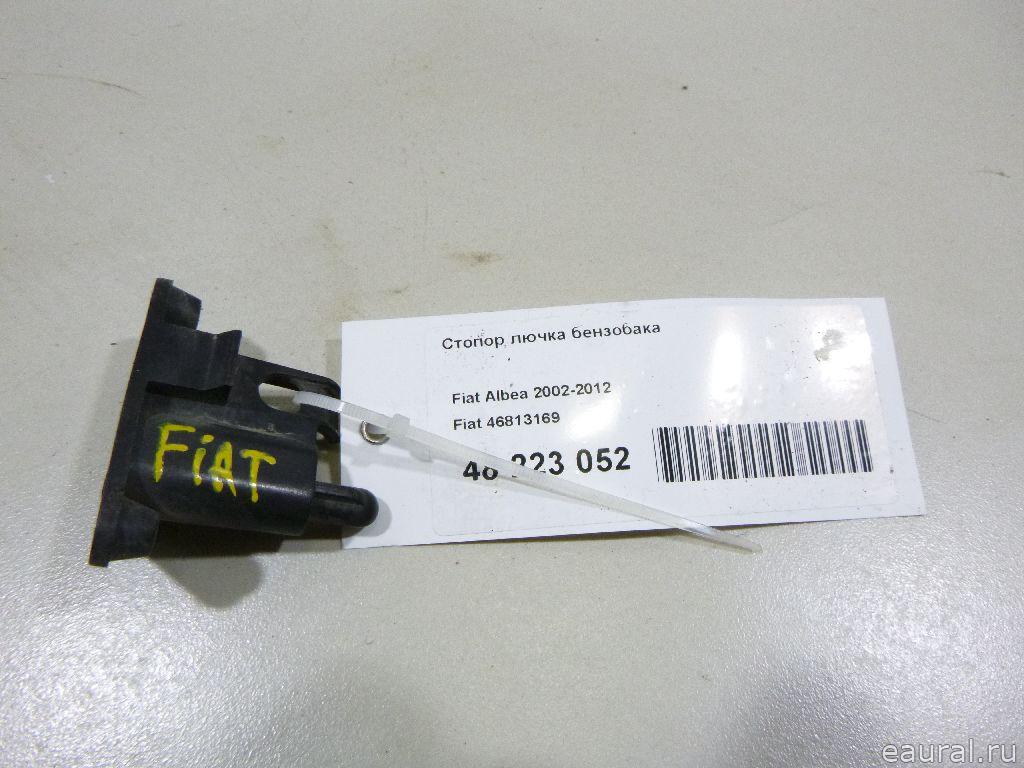 Стопор лючка бензобака
Fiat Albea 2002-2012
Fiat 46813169
223 052
FiAT
eaural.ru